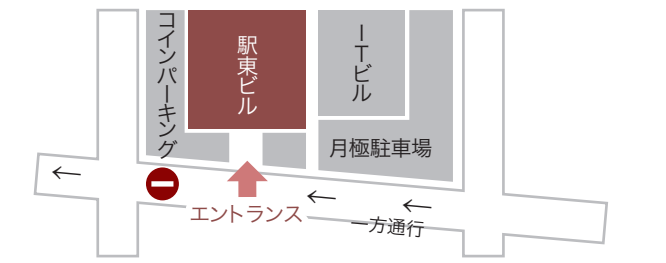 コインパーキング
駅東ビル
ITビル
月極駐車場
エントランス
一方通行